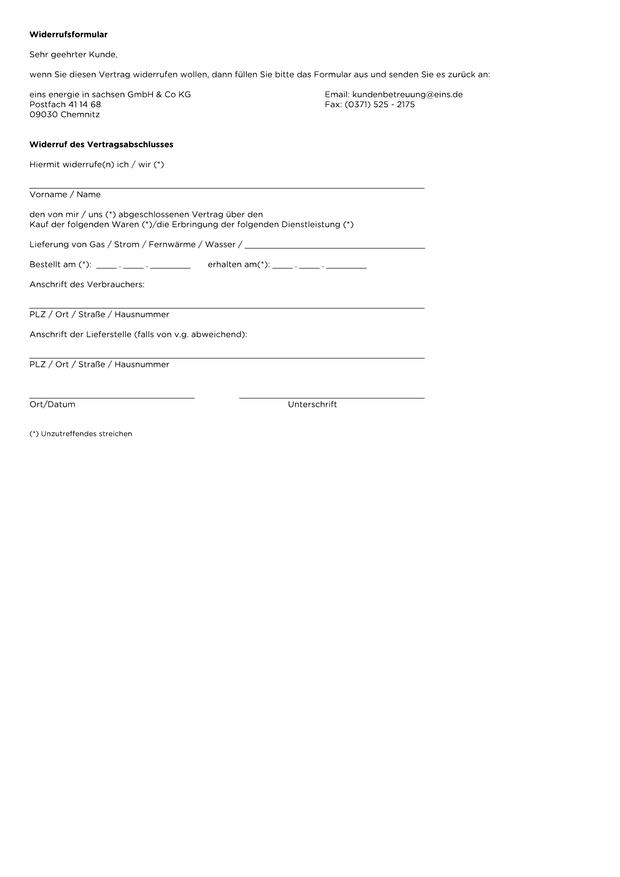 Widerrufsformular
Sehr geehrter Kunde,
wenn Sie diesen Vertrag widerrufen wollen, dann füllen Sie bitte das Formular aus und senden Sie es zurück an:
eins energie in sachsen GmbH & Co KG
Postfach 41 14 68
09030 Chemnitz
Email: kundenbetreuung@eins.de
Fax: (0371) 525 - 2175
Widerruf des Vertragsabschlusses
Hiermit widerrufe(n) ich / wir (*)
Vorname / Name
den von mir / uns (*) abgeschlossenen Vertrag über den
Kauf der folgenden Waren (*)/die Erbringung der folgenden Dienstleistung (*)
Lieferung von Gas / Strom / Fernwärme / Wasser / ____________________
Bestellt am (*): ____ . ____ . ________ erhalten am(*): ____ . ____ . ________
Anschrift des Verbrauchers:
PLZ / Ort / Straße / Hausnummer
Anschrift der Lieferstelle (falls von v.g. abweichend):
PLZ / Ort / Straße / Hausnummer
Ort/Datum Unterschrift
(*) Unzutreffendes streichen